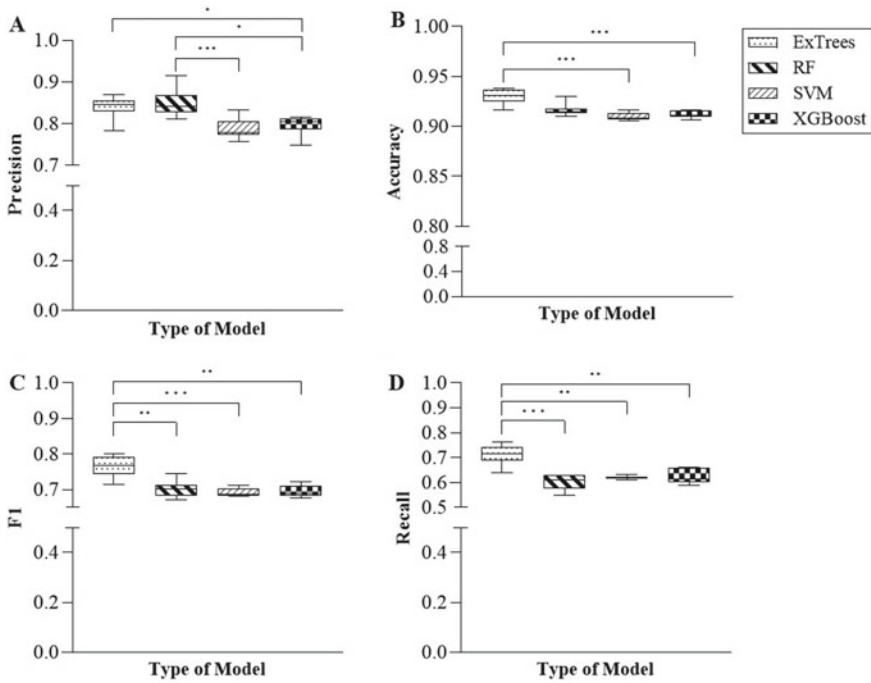 A
Precision
1.0
0.9
0.8
0.7
0.4
0.2
0.0
*
*
***
Type of Model
B
Accuracy
1.00
0.95
0.90
0.85
0.80
0.8
0.4
0.0
***
***
Type of Model
ExTrees
RF
SVM
XGBoost
C
F1
1.0
0.9
0.8
0.7
0.4
0.2
0.0
**
***
**
Type of Model
D
Recall
1.0
0.9
0.8
0.7
0.6
0.5
0.4
0.2
0.0
**
**
***
Type of Model